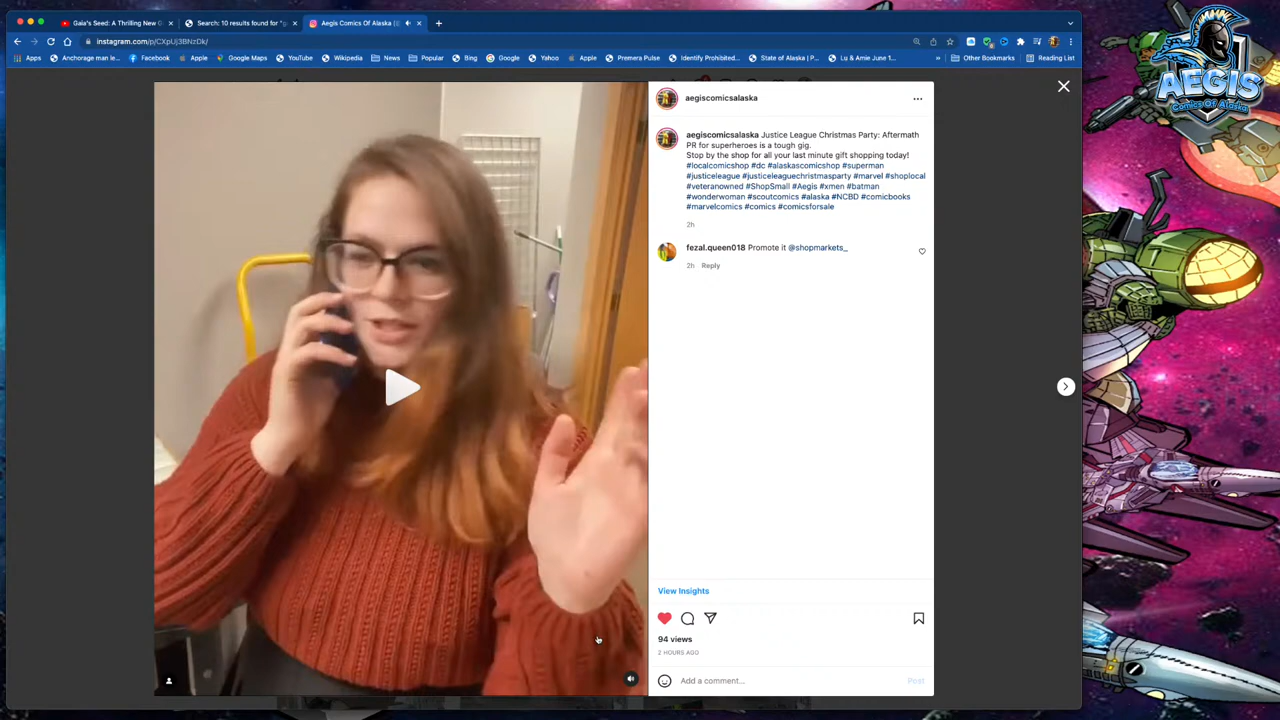 Gaia's Seed: A Thrilling New G
Search: 10 results found for "g
Aegis Comics Of Alaska (@
instagram.com/p/CXpUj3BNzDk/
Apps
Anchorage man le...
Facebook
Apple
Google Maps
YouTube
Wikipedia
News
Popular
Bing
Google
Yahoo
Apple
Premera Pulse
Identify Prohibited...
State of Alaska | P...
Lu & Amie June 1...
»
Other Bookmarks
Reading List
AEGIS
Comics Of Alaska
aegiscomicsalaska
aegiscomicsalaska Justice League Christmas Party: Aftermath
PR for superheroes is a tough gig.
Stop by the shop for all your last minute gift shopping today!
#localcomicshop #dc #alaskascomicshop #superman
#justiceleague #justiceleaguechristmasparty #marvel #shoplocal
#veteranowned #ShopSmall #Aegis #xmen #batman
#wonderwoman #scoutcomics #alaska #NCBD #comicbooks
#marvelcomics #comics #comicsforsale
2h
fezal.queen018 Promote it @shopmarkets_
2h Reply
View Insights
94 views
2 HOURS AGO
Add a comment...
Post